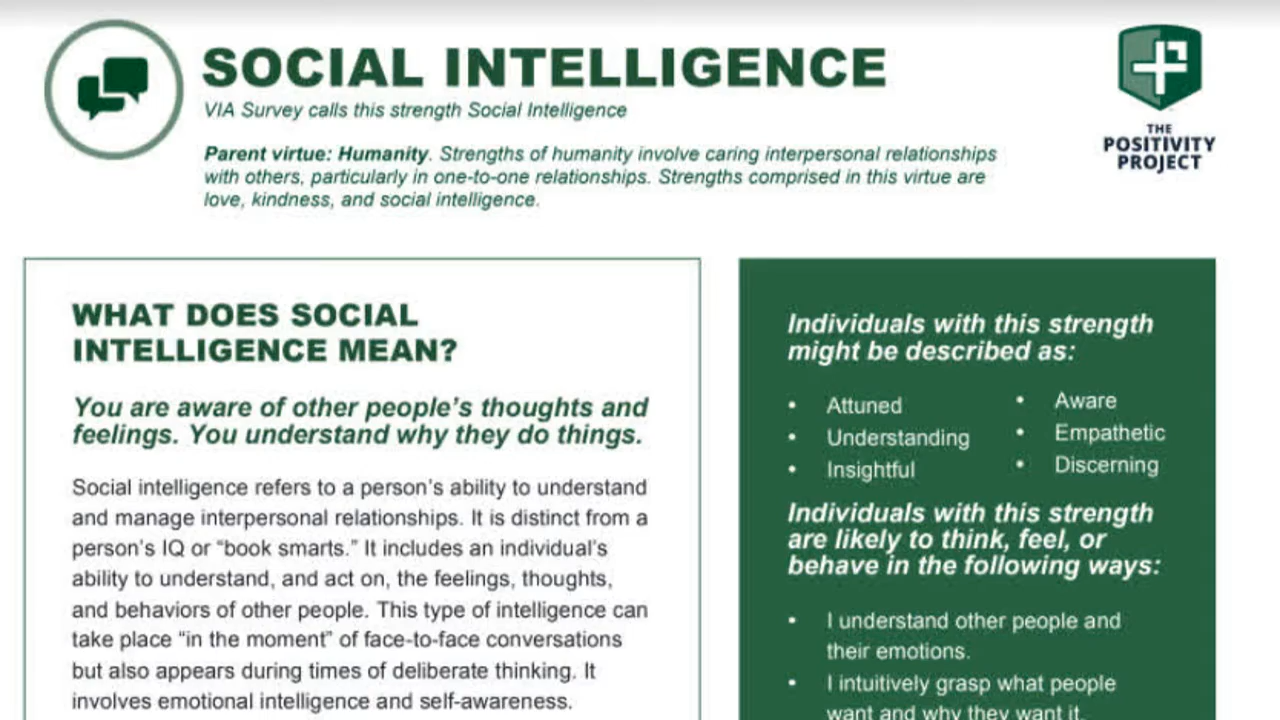 SOCIAL INTELLIGENCE
VIA Survey calls this strength Social Intelligence
Parent virtue: Humanity. Strengths of humanity involve caring interpersonal relationships
with others, particularly in one-to-one relationships. Strengths comprised in this virtue are
love, kindness, and social intelligence.
THE
POSITIVITY
PROJECT
WHAT DOES SOCIAL
INTELLIGENCE MEAN?
You are aware of other people's thoughts and
feelings. You understand why they do things.
Social intelligence refers to a person's ability to understand
and manage interpersonal relationships. It is distinct from a
person's IQ or “book smarts.” It includes an individual's
ability to understand, and act on, the feelings, thoughts,
and behaviors of other people. This type of intelligence can
take place “in the moment” of face-to-face conversations
but also appears during times of deliberate thinking. It
involves emotional intelligence and self-awareness.
Individuals with this strength
might be described as:
• Attuned
• Understanding
• Insightful
• Aware
• Empathetic
• Discerning
Individuals with this strength
are likely to think, feel, or
behave in the following ways:
• I understand other people and
their emotions.
• I intuitively grasp what people
want and why they want it.